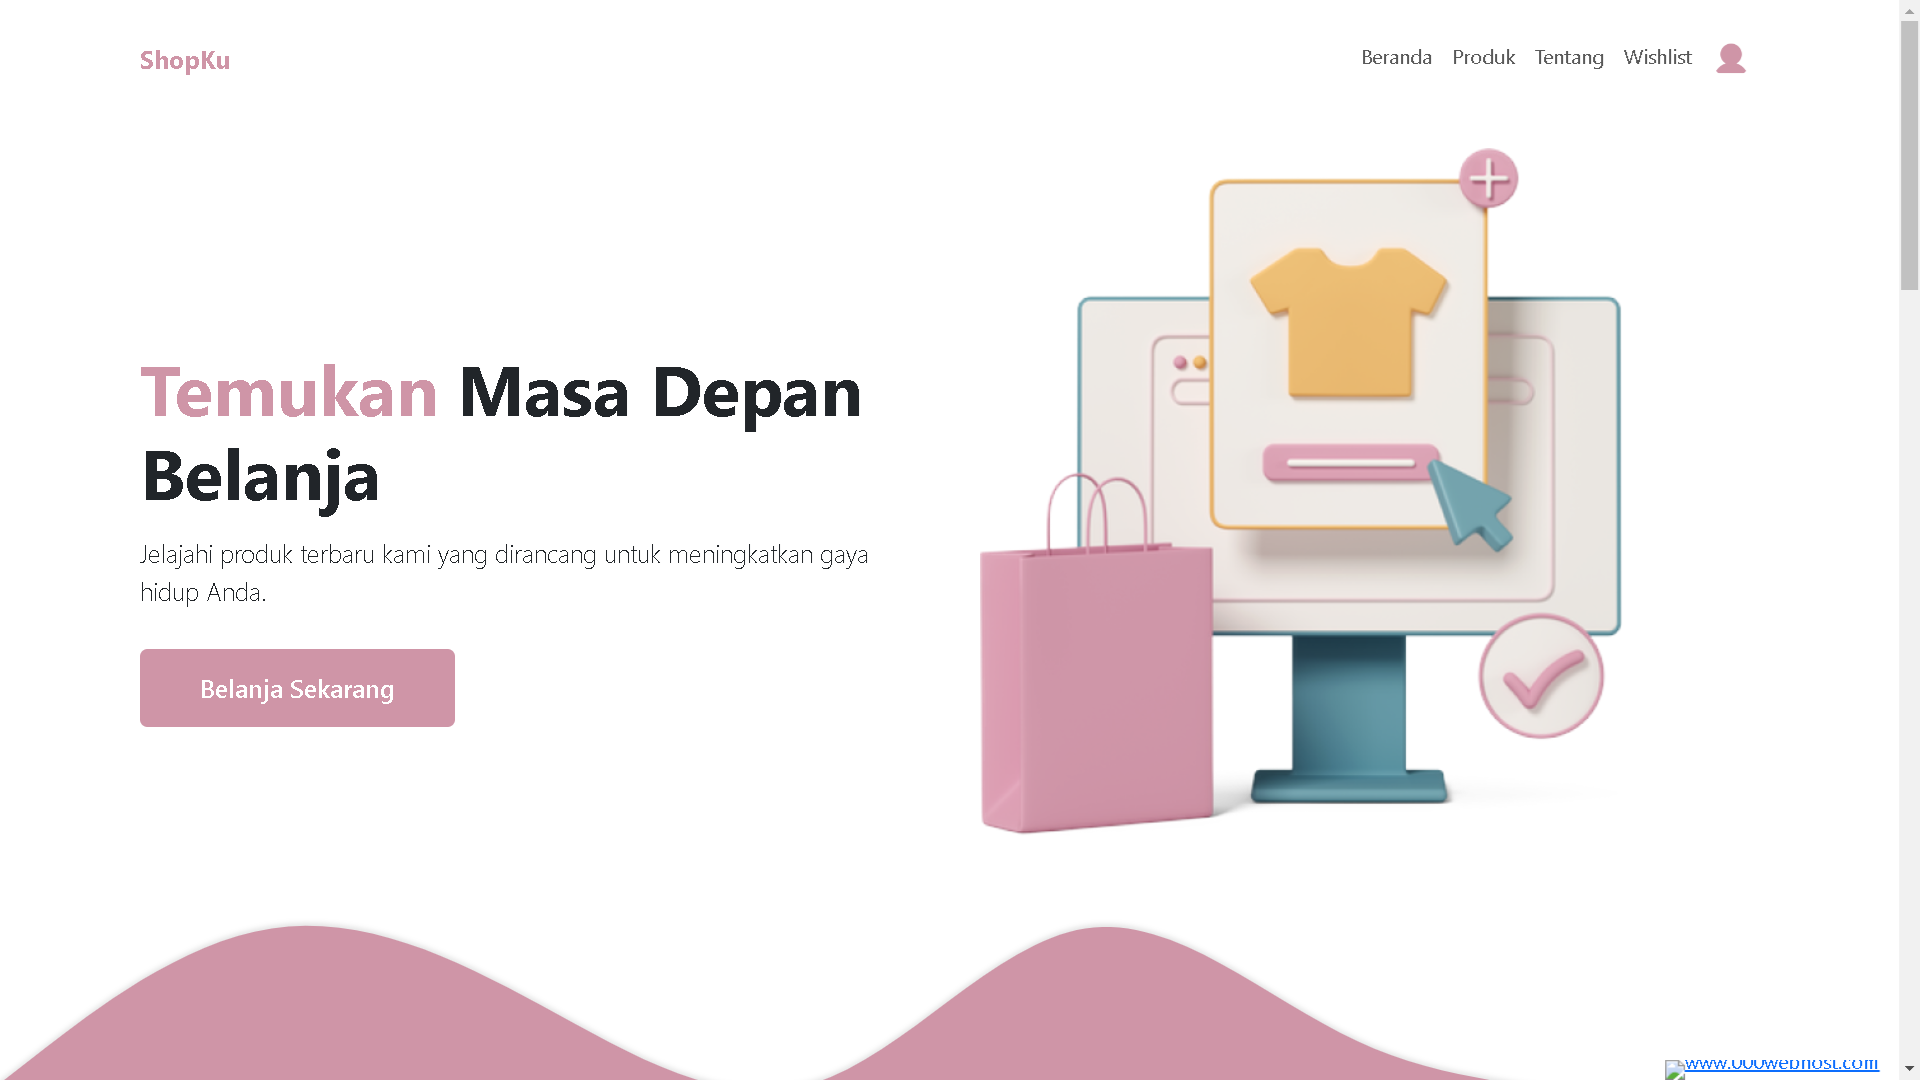 ShopKu
Beranda Produk Tentang Wishlist
Temukan Masa Depan
Belanja
Jelajahi produk terbaru kami yang dirancang untuk meningkatkan gaya
hidup Anda.
Belanja Sekarang
www.000webhost.com